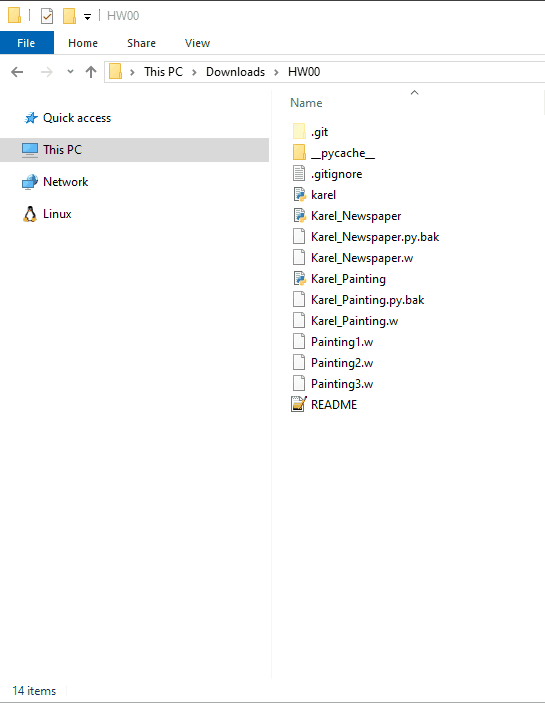 HW00
File Home Share View
This PC Downloads HW00
Name
Quick access
This PC
Network
Linux
.git
__pycache__
.gitignore
karel
Karel_Newspaper
Karel_Newspaper.py.bak
Karel_Newspaper.w
Karel_Painting
Karel_Painting.py.bak
Karel_Painting.w
Painting1.w
Painting2.w
Painting3.w
README
14 items